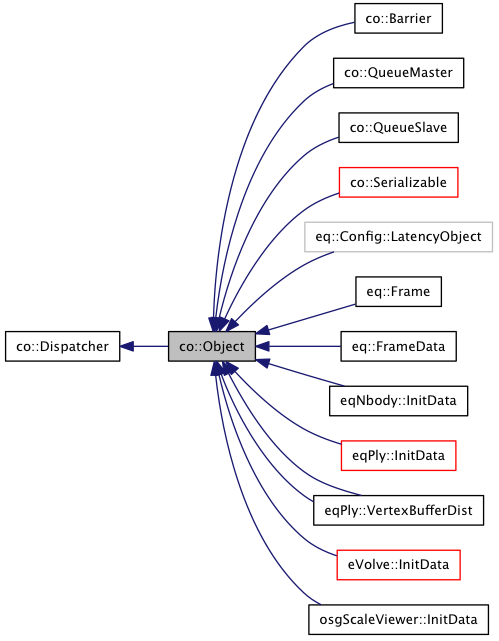 co::Barrier
co::QueueMaster
co::QueueSlave
co::Serializable
eq::Config::LatencyObject
eq::Frame
co::Dispatcher
co::Object
eq::FrameData
eqNbody::InitData
eqPly::InitData
eqPly::VertexBufferDist
eVolve::InitData
osgScaleViewer::InitData